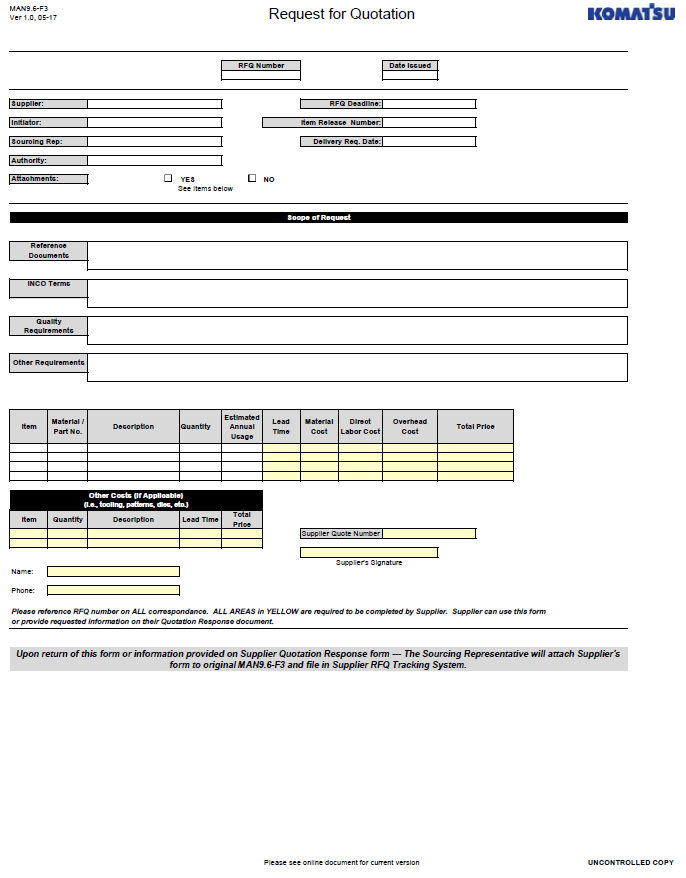 MAN9.6-F3
Ver 1.0, 05-17
Request for Quotation
KOMATSU
RFQ Number
Date Issued
Supplier:
RFQ Deadline:
Initiator:
Item Release Number:
Sourcing Rep:
Delivery Req. Date:
Authority:
Attachments:
YES
NO
See Items below
Scope of Request
Reference
Documents
INCO Terms
Quality
Requirements
Other Requirements
Item
Material /
Part No.
Description
Quantity
Estimated
Annual
Usage
Lead
Time
Material
Cost
Direct
Labor Cost
Overhead
Cost
Total Price
Other Costs (If Applicable)
(i.e., tooling, patterns, dies, etc.)
Item
Quantity
Description
Lead Time
Total
Price
Supplier Quote Number
Supplier's Signature
Name:
Phone:
Please reference RFQ number on ALL correspondance. ALL AREAS in YELLOW are required to be completed by Supplier. Supplier can use this form
or provide requested information on their Quotation Response document.
Upon return of this form or information provided on Supplier Quotation Response form --- The Sourcing Representative will attach Supplier's
form to original MAN9.6-F3 and file in Supplier RFQ Tracking System.
Please see online document for current version
UNCONTROLLED COPY